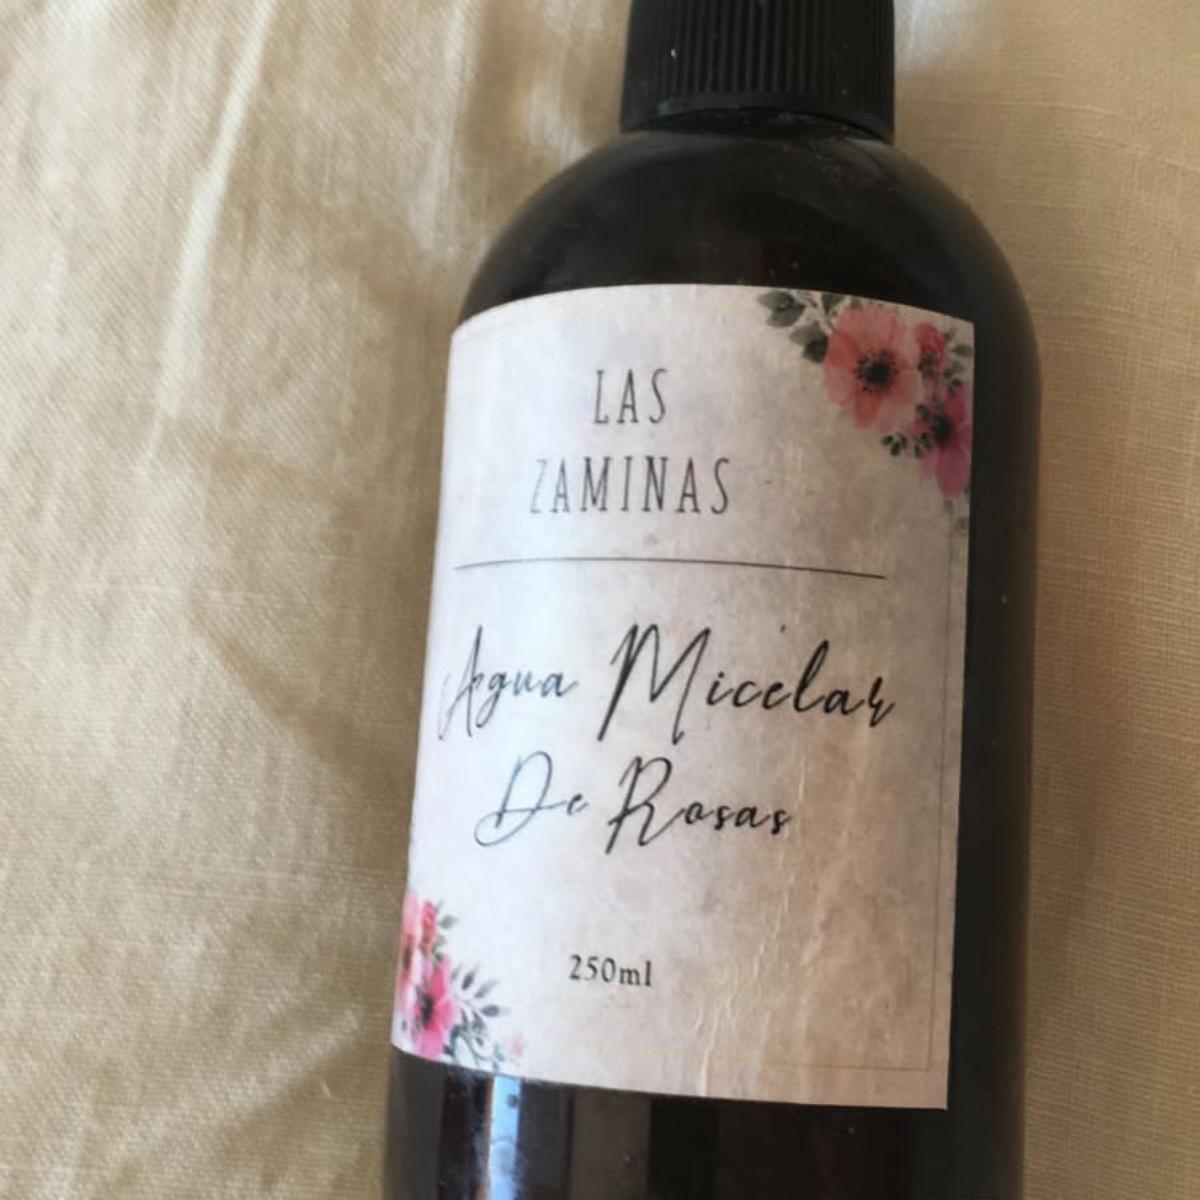 LAS
ZAMINAS
Agua Micelar
De Rosas
250ml